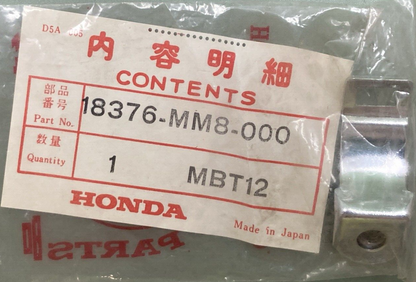 D5A
内容明細
CONTENTS
部品
番号
Part No.
18376-MM8-000
数量
Quantity
1 MBT12
HONDA
Made in Japan
PARTS